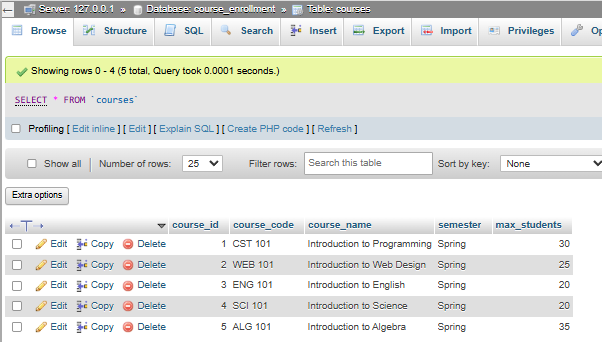 Server: 127.0.0.1 » Database: course_enrollment » Table: courses
Browse Structure SQL Search Insert Export Import Privileges
Showing rows 0 - 4 (5 total, Query took 0.0001 seconds.)
SELECT * FROM `courses`
Profiling [ Edit inline ] [ Edit ] [ Explain SQL ] [ Create PHP code ] [ Refresh ]
Show all Number of rows: 25 Filter rows: Search this table Sort by key: None
Extra options
course_id course_code course_name semester max_students
Edit Copy Delete 1 CST 101 Introduction to Programming Spring 30
Edit Copy Delete 2 WEB 101 Introduction to Web Design Spring 25
Edit Copy Delete 3 ENG 101 Introduction to English Spring 20
Edit Copy Delete 4 SCI 101 Introduction to Science Spring 20
Edit Copy Delete 5 ALG 101 Introduction to Algebra Spring 35